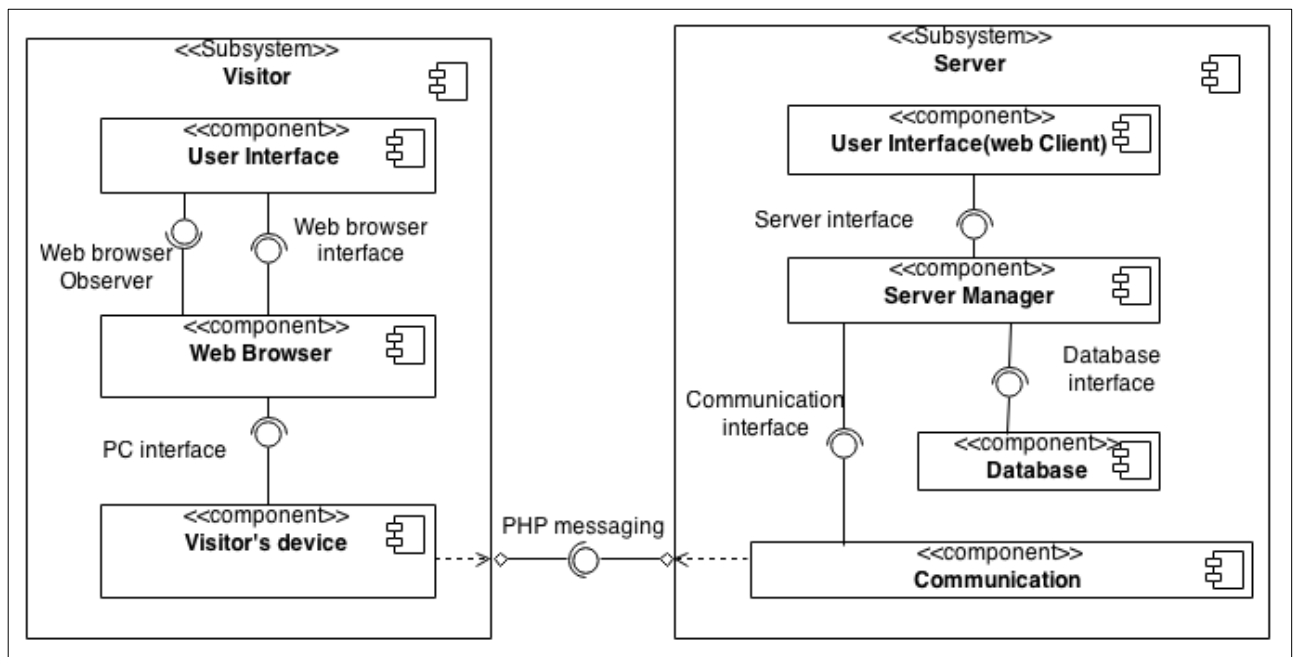 <<Subsystem>>
Visitor
<<component>>
User Interface
Web browser
Observer
Web browser
interface
<<component>>
Web Browser
PC interface
<<component>>
Visitor's device
PHP messaging
<<Subsystem>>
Server
<<component>>
User Interface(web Client)
Server interface
<<component>>
Server Manager
Communication
interface
Database
interface
<<component>>
Database
<<component>>
Communication